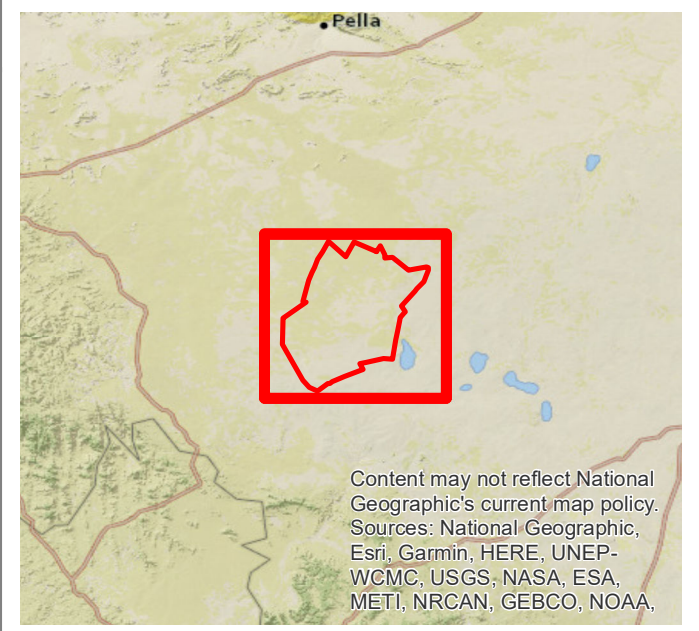 Pella
Content may not reflect National
Geographic's current map policy.
Sources: National Geographic,
Esri, Garmin, HERE, UNEP-
WCMC, USGS, NASA, ESA,
METI, NRCAN, GEBCO, NOAA,